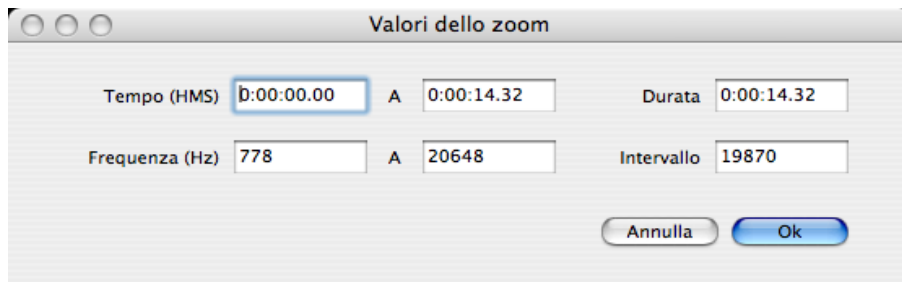 Valori dello zoom
Tempo (HMS) 0:00:00.00 A 0:00:14.32 Durata 0:00:14.32
Frequenza (Hz) 778 A 20648 Intervallo 19870
Annulla Ok